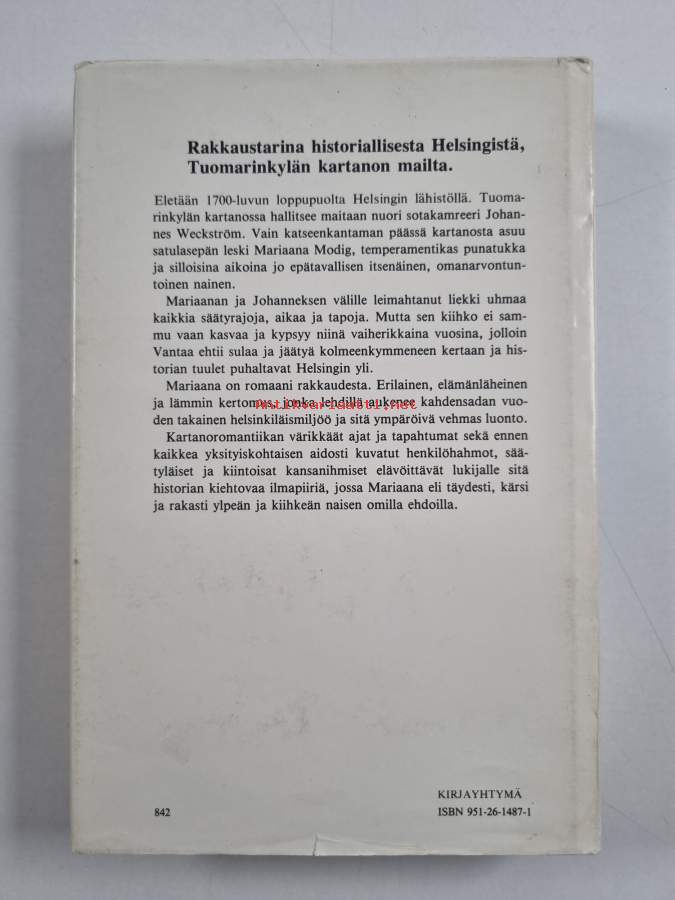 Rakkaustarina historiallisesta Helsingistä,
Tuomarinkylän kartanon mailta.
Eletään 1700-luvun loppupuolta Helsingin lähistöllä. Tuoma-
rinkylän kartanossa hallitsee maitaan nuori sotakamreeri Johan-
nes Weckström. Vain katseenkantaman päässä kartanosta asuu
satulasepän leski Mariaana Modig, temperamentikas punatukka
ja silloisina aikoina jo epätavallisen itsenäinen, omanarvontun-
toinen nainen.
Mariaanan ja Johanneksen välille leimahtanut liekki uhmaa
kaikkia säätyrajoja, aikaa ja tapoja. Mutta sen kiihko ei sam-
mu vaan kasvaa ja kypsyy niinä vaiherikkaina vuosina, jolloin
Vantaa ehtii sulaa ja jäätyä kolmeenkymmeneen kertaan ja his-
torian tuulet puhaltavat Helsingin yli.
Mariaana on romaani rakkaudesta. Erilainen, elämänläheinen
ja lämmin kertomus, jonka lehdillä aukenee kahdensadan vuo-
Antikvariaatti.net
den takainen helsinkiläismiljöö ja sitä ympäröivä vehmas luonto.
Kartanoromantiikan värikkäät ajat ja tapahtumat sekä ennen
kaikkea yksityiskohtaisen aidosti kuvatut henkilöhahmot, sää-
tyläiset ja kiintoisat kansanihmiset elävöittävät lukijalle sitä
historian kiehtovaa ilmapiiriä, jossa Mariaana eli täydesti, kärsi
ja rakasti ylpeän ja kiihkeän naisen omilla ehdoilla.
KIRJAYHTYMÄ
842 ISBN 951-26-1487-1